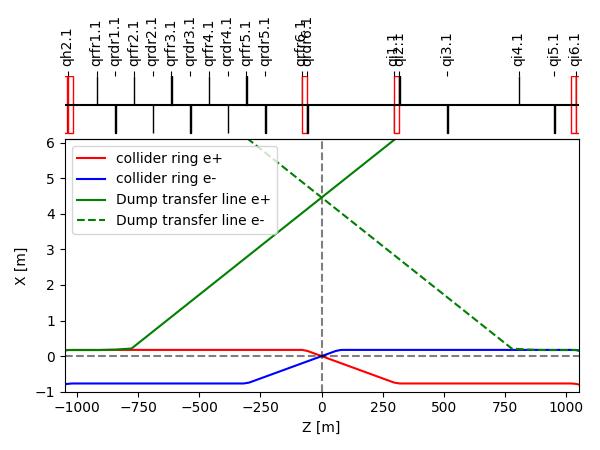 qh2.1
qrfr1.1
qrdr1.1
qrfr2.1
qrdr2.1
qrfr3.1
qrdr3.1
qrfr4.1
qrdr4.1
qrfr5.1
qrdr5.1
qrfr6.1
qrdr6.1
qi1.1
qi2.1
qi3.1
qi4.1
qi5.1
qi6.1
6
5
4
3
2
1
0
−1
X [m]
collider ring e+
collider ring e-
Dump transfer line e+
Dump transfer line e-
−1000 −750 −500 −250 0 250 500 750 1000
Z [m]